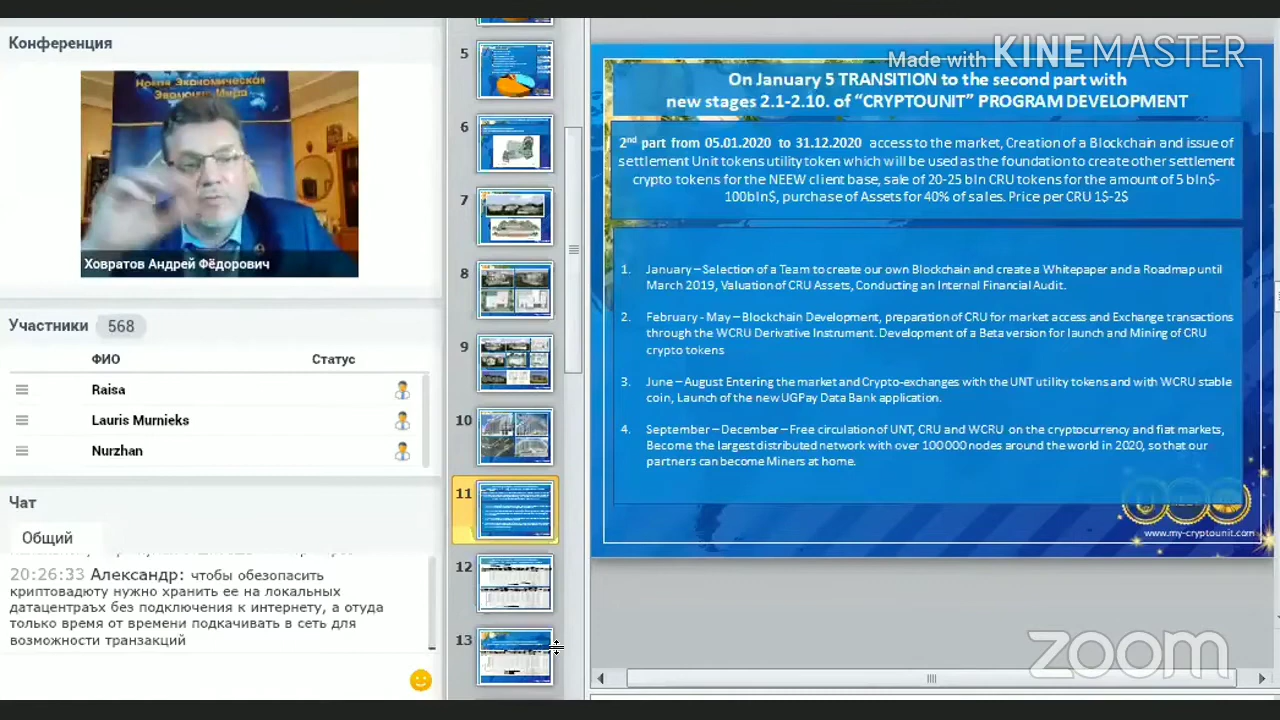 Конференция
Новая Экономическая
Эволюция Мира
Ховратов Андрей Фёдорович
Участники 568
ФИО Статус
Raisa
Lauris Murnieks
Nurzhan
Чат
Общий
20:26:33 Александр: чтобы обезопасить
криптовадюту нужно хранить ее на локальных
датацентраъх без подключения к интернету, а отуда
только время от времени подкачивать в сеть для
возможности транзакций
5
6
7
8
9
10
11
12
13
Made with KINEMASTER
On January 5 TRANSITION to the second part with
new stages 2.1-2.10. of “CRYPTOUNIT” PROGRAM DEVELOPMENT
2nd part from 05.01.2020 to 31.12.2020 access to the market, Creation of a Blockchain and issue of
settlement Unit tokens utility token which will be used as the foundation to create other settlement
crypto tokens for the NEEW client base, sale of 20-25 bln CRU tokens for the amount of 5 bln$-
100bln$, purchase of Assets for 40% of sales. Price per CRU 1$-2$
1. January – Selection of a Team to create our own Blockchain and create a Whitepaper and a Roadmap until
March 2019, Valuation of CRU Assets, Conducting an Internal Financial Audit.
2. February - May – Blockchain Development, preparation of CRU for market access and Exchange transactions
through the WCRU Derivative Instrument. Development of a Beta version for launch and Mining of CRU
crypto tokens
3. June – August Entering the market and Crypto-exchanges with the UNT utility tokens and with WCRU stable
coin, Launch of the new UGPay Data Bank application.
4. September – December – Free circulation of UNT, CRU and WCRU on the cryptocurrency and fiat markets,
Become the largest distributed network with over 100 000 nodes around the world in 2020, so that our
partners can become Miners at home.
www.my-cryptounit.com
zoom